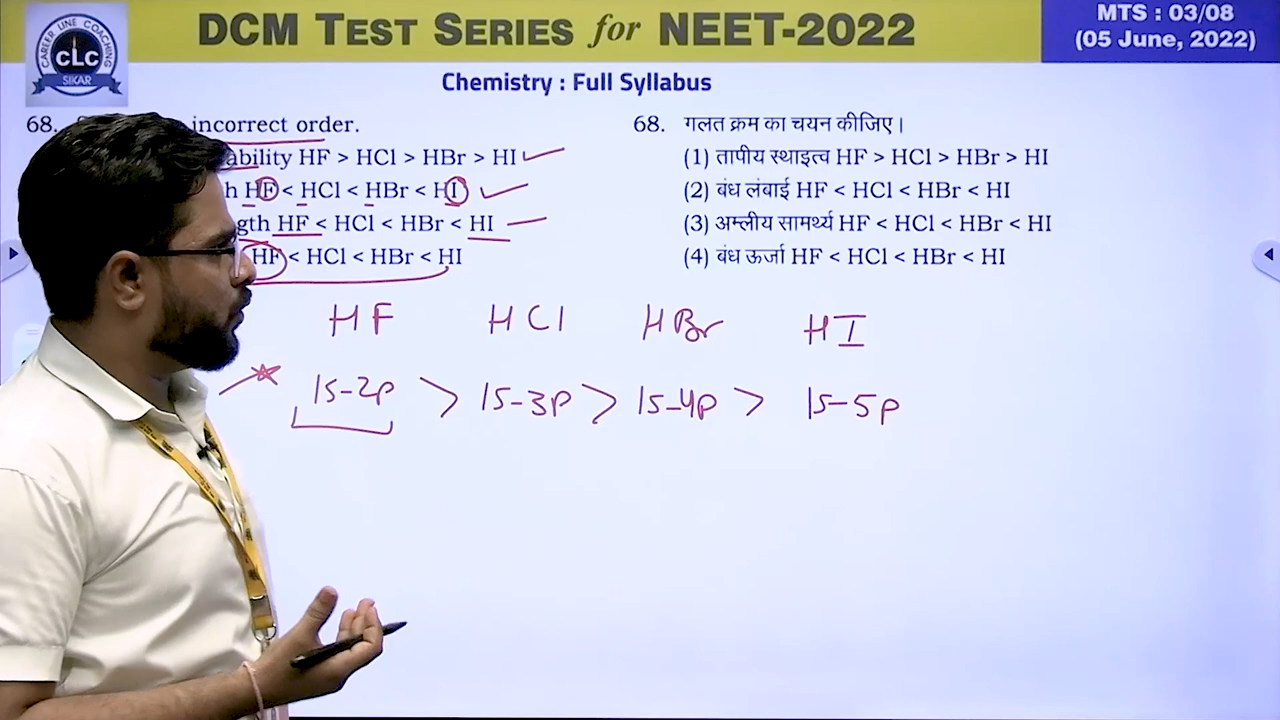 DCM TEST SERIES for NEET-2022
MTS : 03/08
(05 June, 2022)
CAREER LINE COACHING
CLC
SIKAR
Chemistry : Full Syllabus
68. incorrect order.
ability HF > HCl > HBr > HI
h HF < HCl < HBr < HI
gth HF < HCl < HBr < HI
HF < HCl < HBr < HI
68. गलत क्रम का चयन कीजिए।
(1) तापीय स्थाइत्व HF > HCl > HBr > HI
(2) बंध लंबाई HF < HCl < HBr < HI
(3) अम्लीय सामर्थ्य HF < HCl < HBr < HI
(4) बंध ऊर्जा HF < HCl < HBr < HI
HF HCl HBr HI
1s-2p > 1s-3p > 1s-4p > 1s-5p